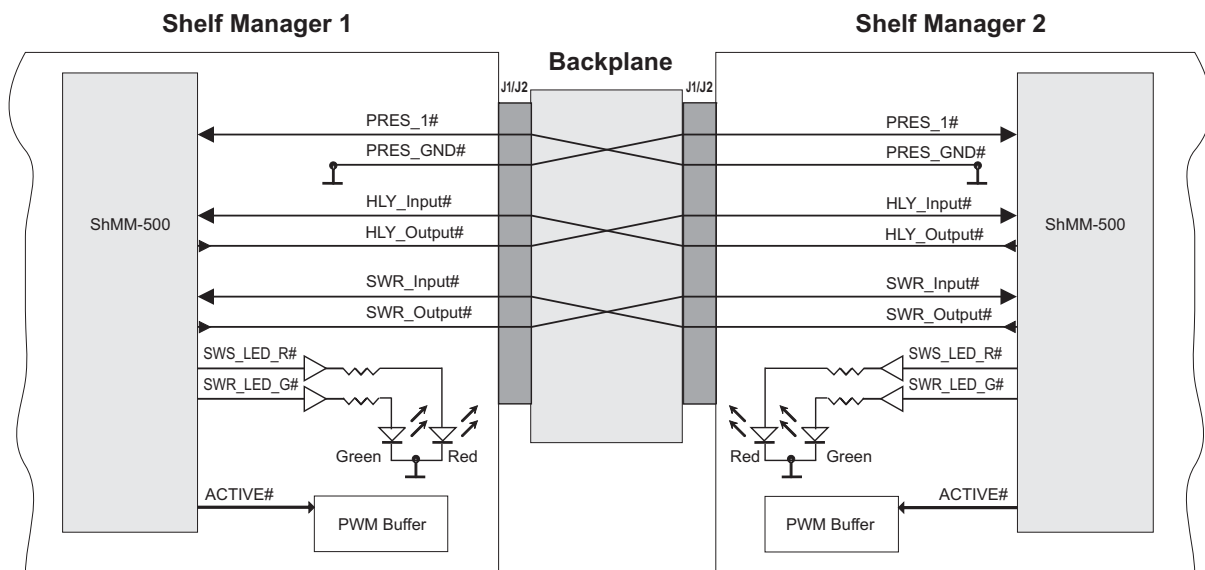 Shelf Manager 1
Shelf Manager 2
Backplane
J1/J2
J1/J2
PRES_1#
PRES_1#
PRES_GND#
PRES_GND#
HLY_Input#
HLY_Input#
ShMM-500
ShMM-500
HLY_Output#
HLY_Output#
SWR_Input#
SWR_Input#
SWR_Output#
SWR_Output#
SWS_LED_R#
SWS_LED_R#
SWR_LED_G#
SWR_LED_G#
Green
Red
Red
Green
ACTIVE#
ACTIVE#
PWM Buffer
PWM Buffer